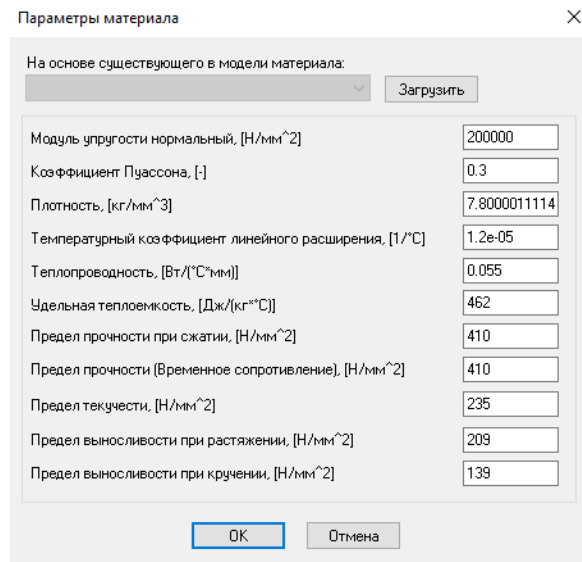 Параметры материала
На основе существующего в модели материала:
Загрузить
Модуль упругости нормальный, [Н/мм^2] 200000
Коэффициент Пуассона, [-] 0.3
Плотность, [кг/мм^3] 7.8000011114
Температурный коэффициент линейного расширения, [1/°C] 1.2e-05
Теплопроводность, [Вт/(°C*мм)] 0.055
Удельная теплоемкость, [Дж/(кг*°C)] 462
Предел прочности при сжатии, [Н/мм^2] 410
Предел прочности (Временное сопротивление), [Н/мм^2] 410
Предел текучести, [Н/мм^2] 235
Предел выносливости при растяжении, [Н/мм^2] 209
Предел выносливости при кручении, [Н/мм^2] 139
OK Отмена